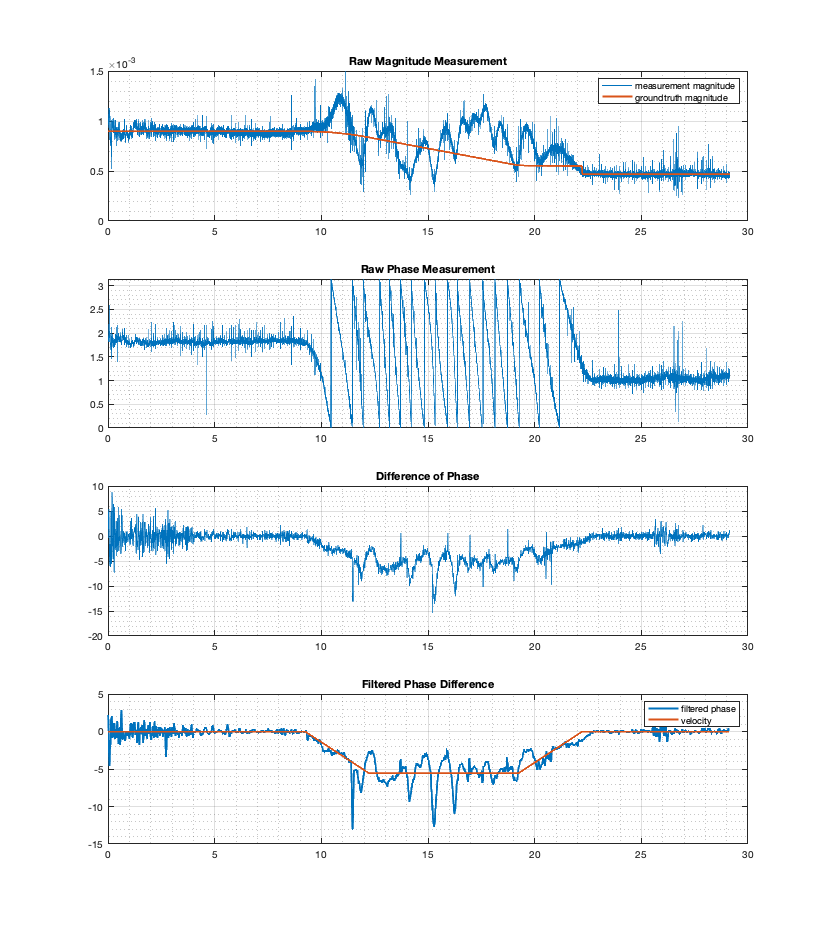 Raw Magnitude Measurement
×10-3
1.5
1
0.5
0
measurement magnitude
groundtruth magnitude
0 5 10 15 20 25 30
Raw Phase Measurement
3
2.5
2
1.5
1
0.5
0
0 5 10 15 20 25 30
Difference of Phase
10
5
0
-5
-10
-15
-20
0 5 10 15 20 25 30
Filtered Phase Difference
5
0
-5
-10
-15
filtered phase
velocity
0 5 10 15 20 25 30